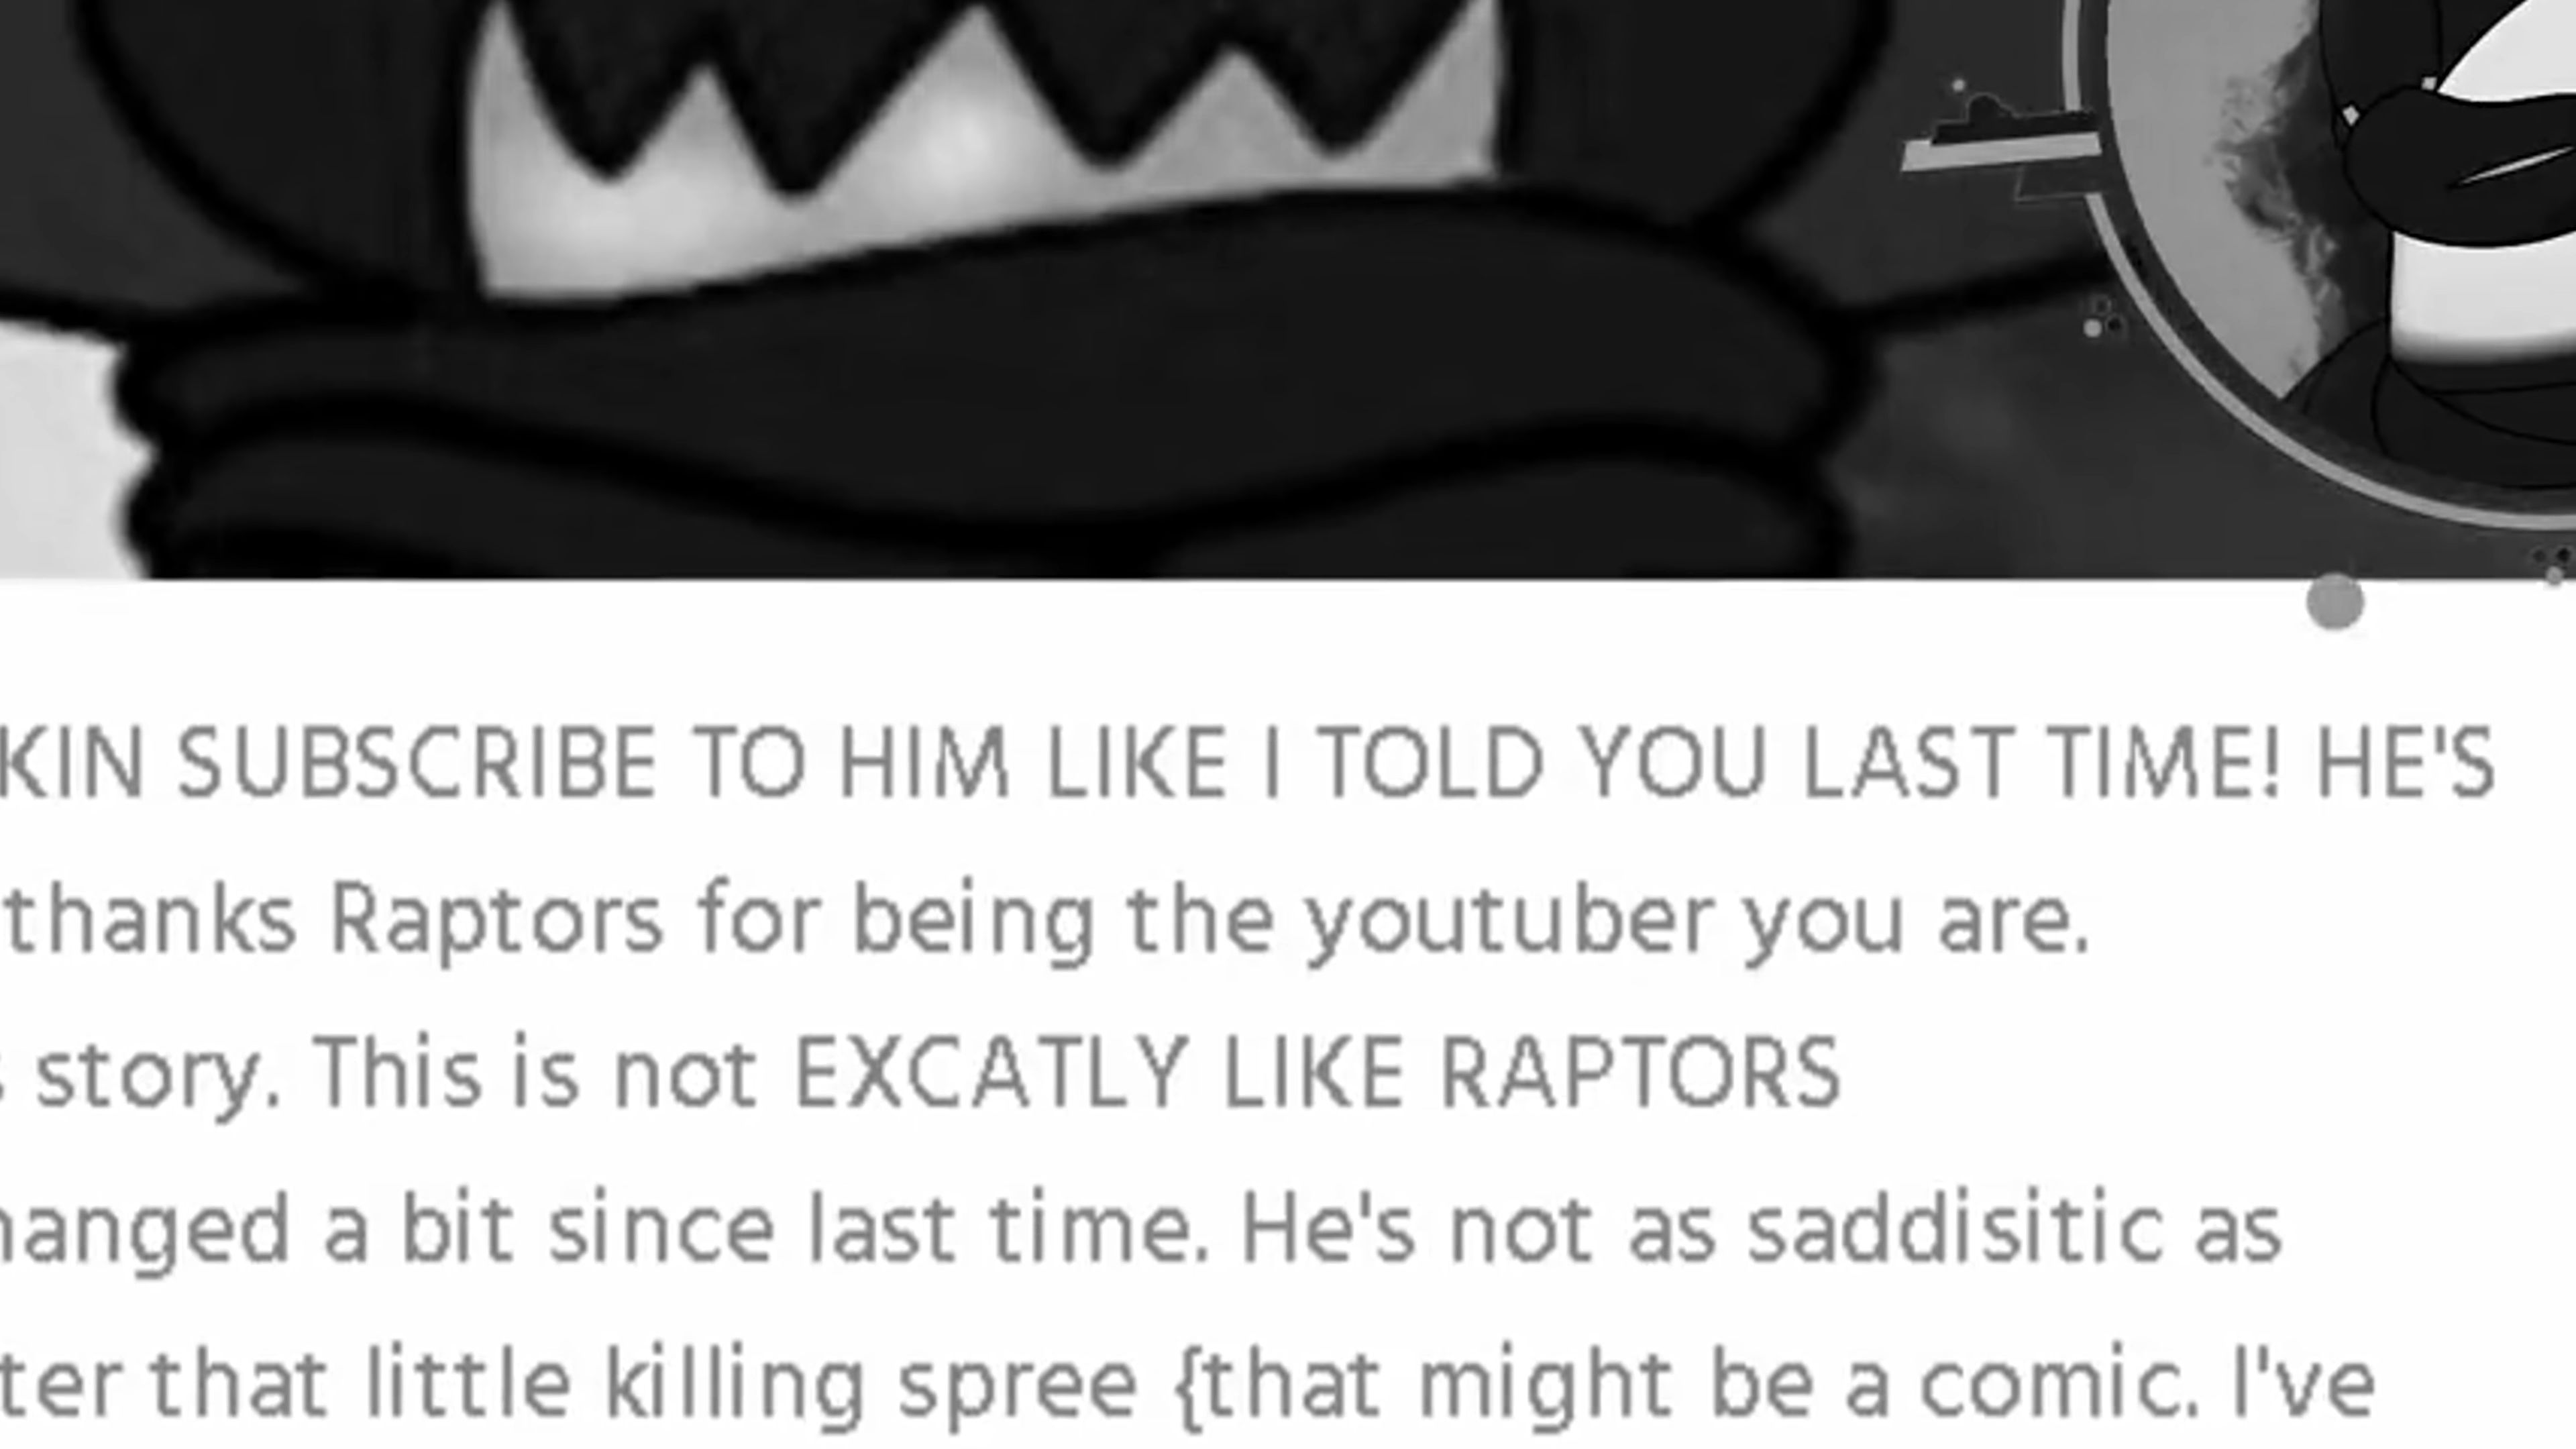 KIN SUBSCRIBE TO HIM LIKE I TOLD YOU LAST TIME! HE'S
thanks Raptors for being the youtuber you are.
s story. This is not EXCATLY LIKE RAPTORS
hanged a bit since last time. He's not as saddisitic as
ter that little killing spree {that might be a comic. I've